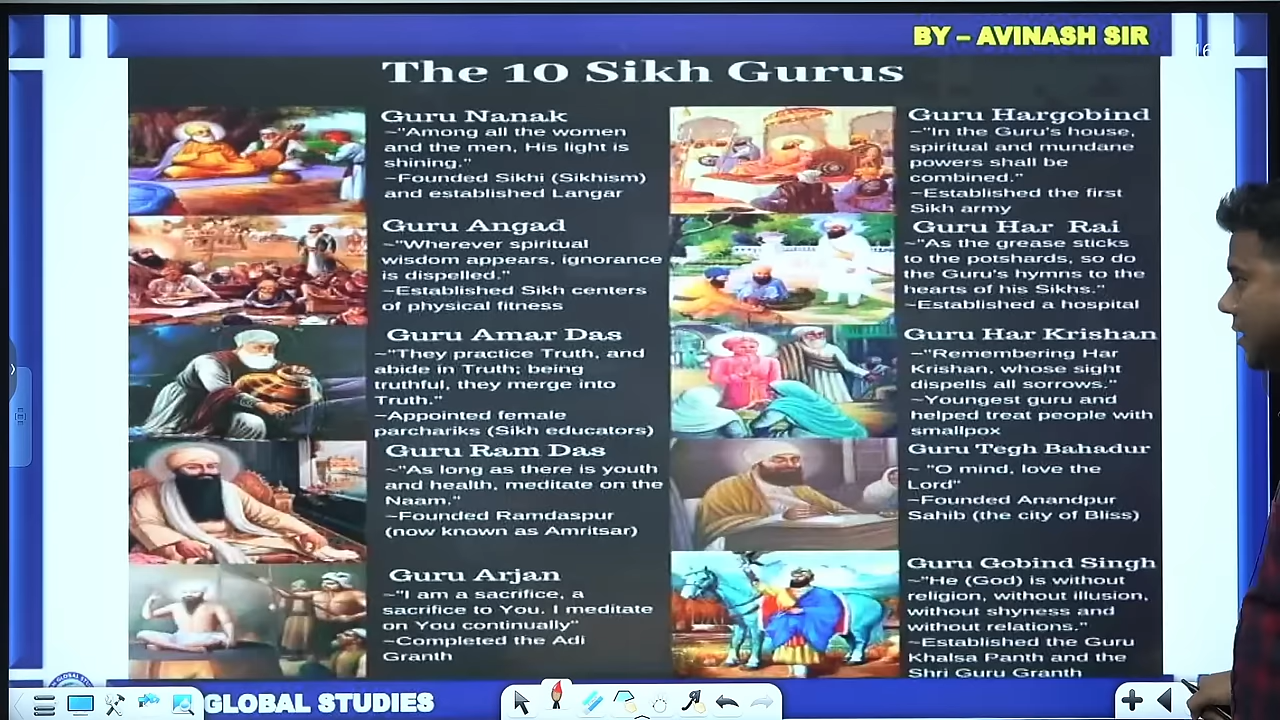 BY – AVINASH SIR
The 10 Sikh Gurus
Guru Nanak
~"Among all the women
and the men, His light is
shining."
~Founded Sikhi (Sikhism)
and established Langar
Guru Angad
~"Wherever spiritual
wisdom appears, ignorance
is dispelled."
~Established Sikh centers
of physical fitness
Guru Amar Das
~"They practice Truth, and
abide in Truth; being
truthful, they merge into
Truth."
~Appointed female
parchariks (Sikh educators)
Guru Ram Das
~"As long as there is youth
and health, meditate on the
Naam."
~Founded Ramdaspur
(now known as Amritsar)
Guru Arjan
~"I am a sacrifice, a
sacrifice to You. I meditate
on You continually"
~Completed the Adi
Granth
Guru Hargobind
~"In the Guru's house,
spiritual and mundane
powers shall be
combined."
~Established the first
Sikh army
Guru Har Rai
~"As the grease sticks
to the potshards, so do
the Guru's hymns to the
hearts of his Sikhs."
~Established a hospital
Guru Har Krishan
~"Remembering Har
Krishan, whose sight
dispells all sorrows."
~Youngest guru and
helped treat people with
smallpox
Guru Tegh Bahadur
~ "O mind, love the
Lord"
~Founded Anandpur
Sahib (the city of Bliss)
Guru Gobind Singh
~"He (God) is without
religion, without illusion,
without shyness and
without relations."
~Established the Guru
Khalsa Panth and the
Shri Guru Granth
GLOBAL STUDIES